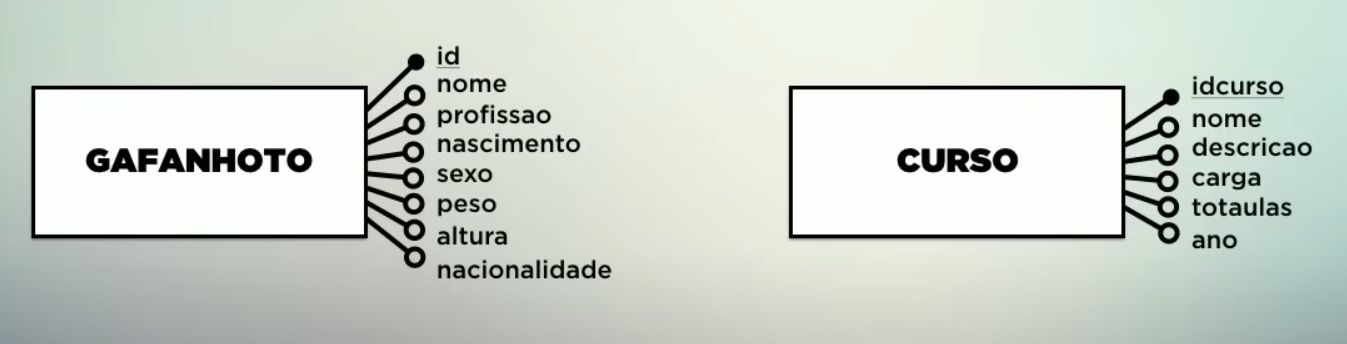 GAFANHOTO
id
nome
profissao
nascimento
sexo
peso
altura
nacionalidade
CURSO
idcurso
nome
descricao
carga
totaulas
ano